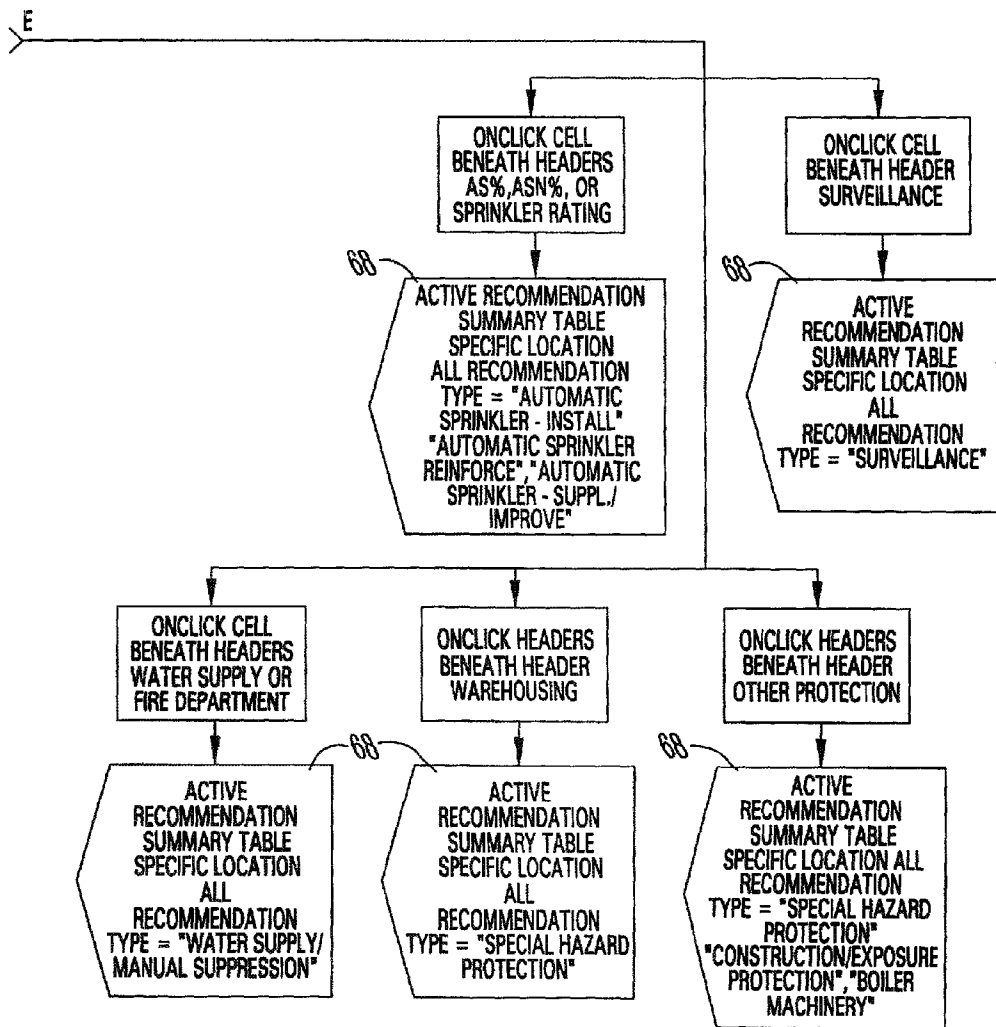 E
ONCLICK CELL
BENEATH HEADERS
AS%,ASN%, OR
SPRINKLER RATING
ONCLICK CELL
BENEATH HEADER
SURVEILLANCE
68
ACTIVE RECOMMENDATION
SUMMARY TABLE
SPECIFIC LOCATION
ALL RECOMMENDATION
TYPE = "AUTOMATIC
SPRINKLER - INSTALL"
"AUTOMATIC SPRINKLER
REINFORCE","AUTOMATIC
SPRINKLER - SUPPL./
IMPROVE"
68
ACTIVE
RECOMMENDATION
SUMMARY TABLE
SPECIFIC LOCATION
ALL
RECOMMENDATION
TYPE = "SURVEILLANCE"
ONCLICK CELL
BENEATH HEADERS
WATER SUPPLY OR
FIRE DEPARTMENT
ONCLICK HEADERS
BENEATH HEADER
WAREHOUSING
ONCLICK HEADERS
BENEATH HEADER
OTHER PROTECTION
68
ACTIVE
RECOMMENDATION
SUMMARY TABLE
SPECIFIC LOCATION
ALL
RECOMMENDATION
TYPE = "WATER SUPPLY/
MANUAL SUPPRESSION"
ACTIVE
RECOMMENDATION
SUMMARY TABLE
SPECIFIC LOCATION
ALL
RECOMMENDATION
TYPE = "SPECIAL HAZARD
PROTECTION"
68
ACTIVE
RECOMMENDATION
SUMMARY TABLE
SPECIFIC LOCATION ALL
RECOMMENDATION
TYPE = "SPECIAL HAZARD
PROTECTION"
"CONSTRUCTION/EXPOSURE
PROTECTION","BOILER
MACHINERY"